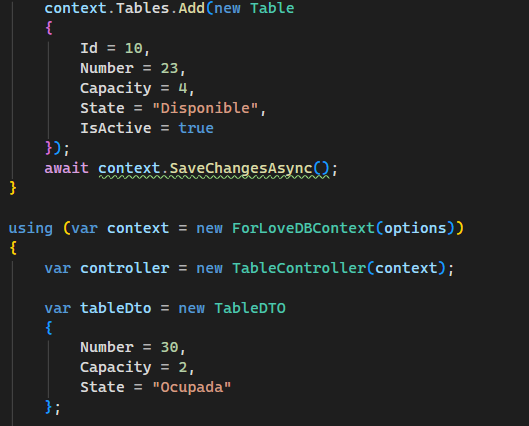 context.Tables.Add(new Table
{
Id = 10,
Number = 23,
Capacity = 4,
State = "Disponible",
IsActive = true
});
await context.SaveChangesAsync();
}
using (var context = new ForLoveDBContext(options))
{
var controller = new TableController(context);
var tableDto = new TableDTO
{
Number = 30,
Capacity = 2,
State = "Ocupada"
};